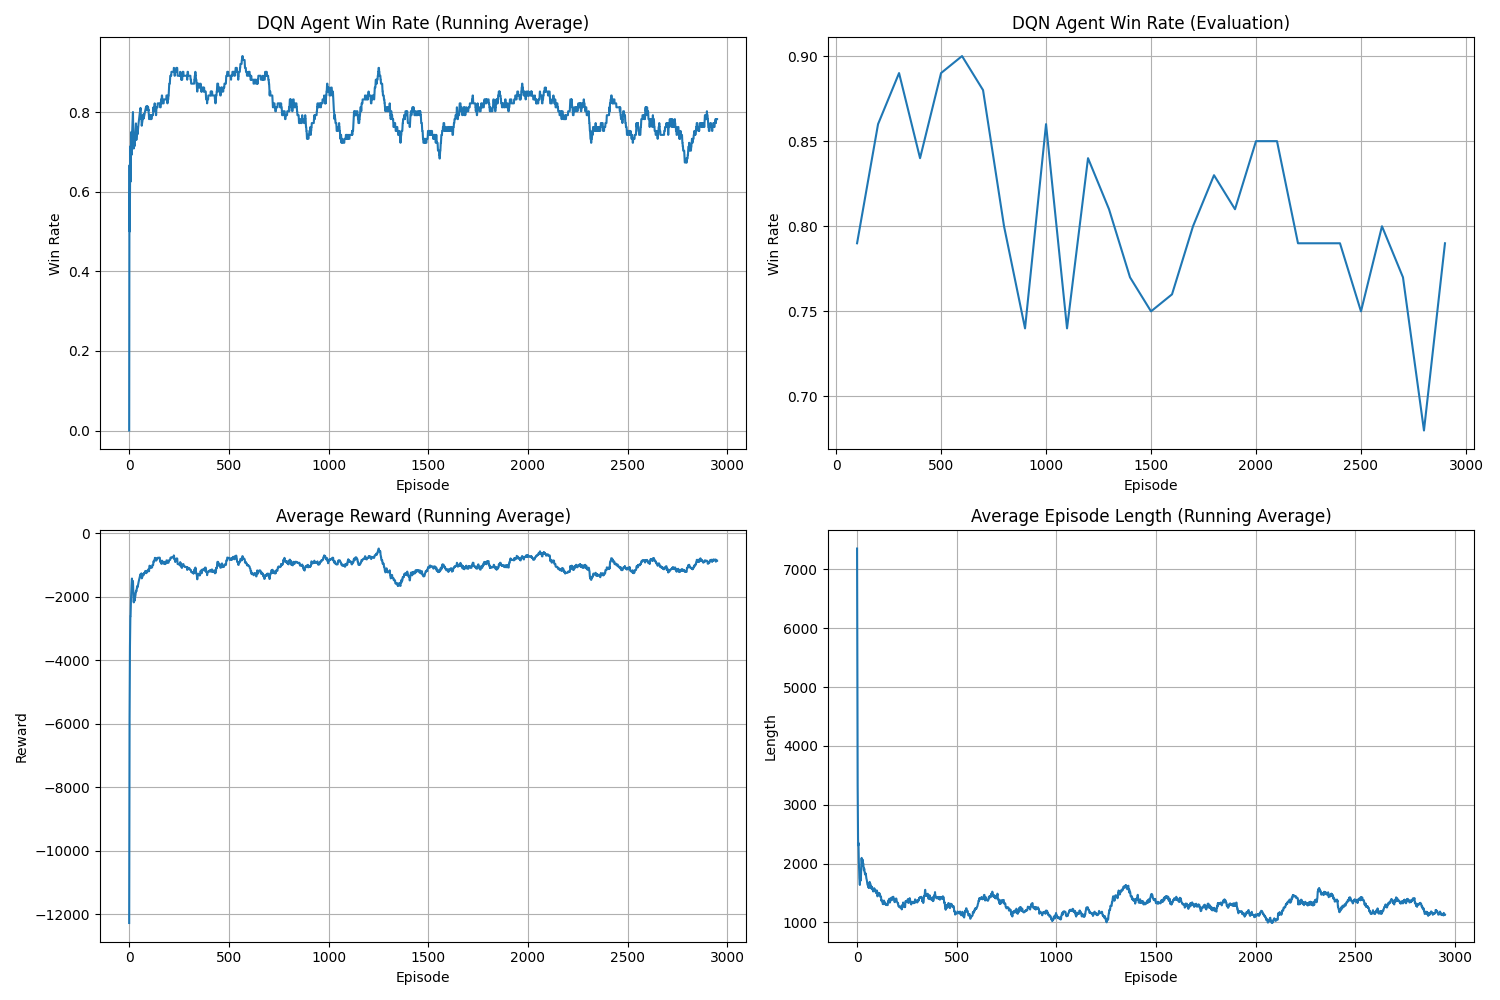 DQN Agent Win Rate (Running Average)
Win Rate
0.8
0.6
0.4
0.2
0.0
0 500 1000 1500 2000 2500 3000
Episode
DQN Agent Win Rate (Evaluation)
Win Rate
0.90
0.85
0.80
0.75
0.70
0 500 1000 1500 2000 2500 3000
Episode
Average Reward (Running Average)
Reward
0
−2000
−4000
−6000
−8000
−10000
−12000
0 500 1000 1500 2000 2500 3000
Episode
Average Episode Length (Running Average)
Length
7000
6000
5000
4000
3000
2000
1000
0 500 1000 1500 2000 2500 3000
Episode